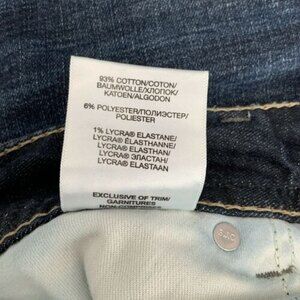 93% COTTON/COTON/
BAUMWOLLE/ХЛОПОК/
KATOEN/ALGODON
6% POLYESTER/ПОЛИЭСТЕР/
POLIESTER
1% LYCRA® ELASTANE/
LYCRA® ÉLASTHANNE/
LYCRA® ELASTHAN/
LYCRA® ЭЛАСТАН/
LYCRA® ELASTAAN
EXCLUSIVE OF TRIM/
GARNITURES